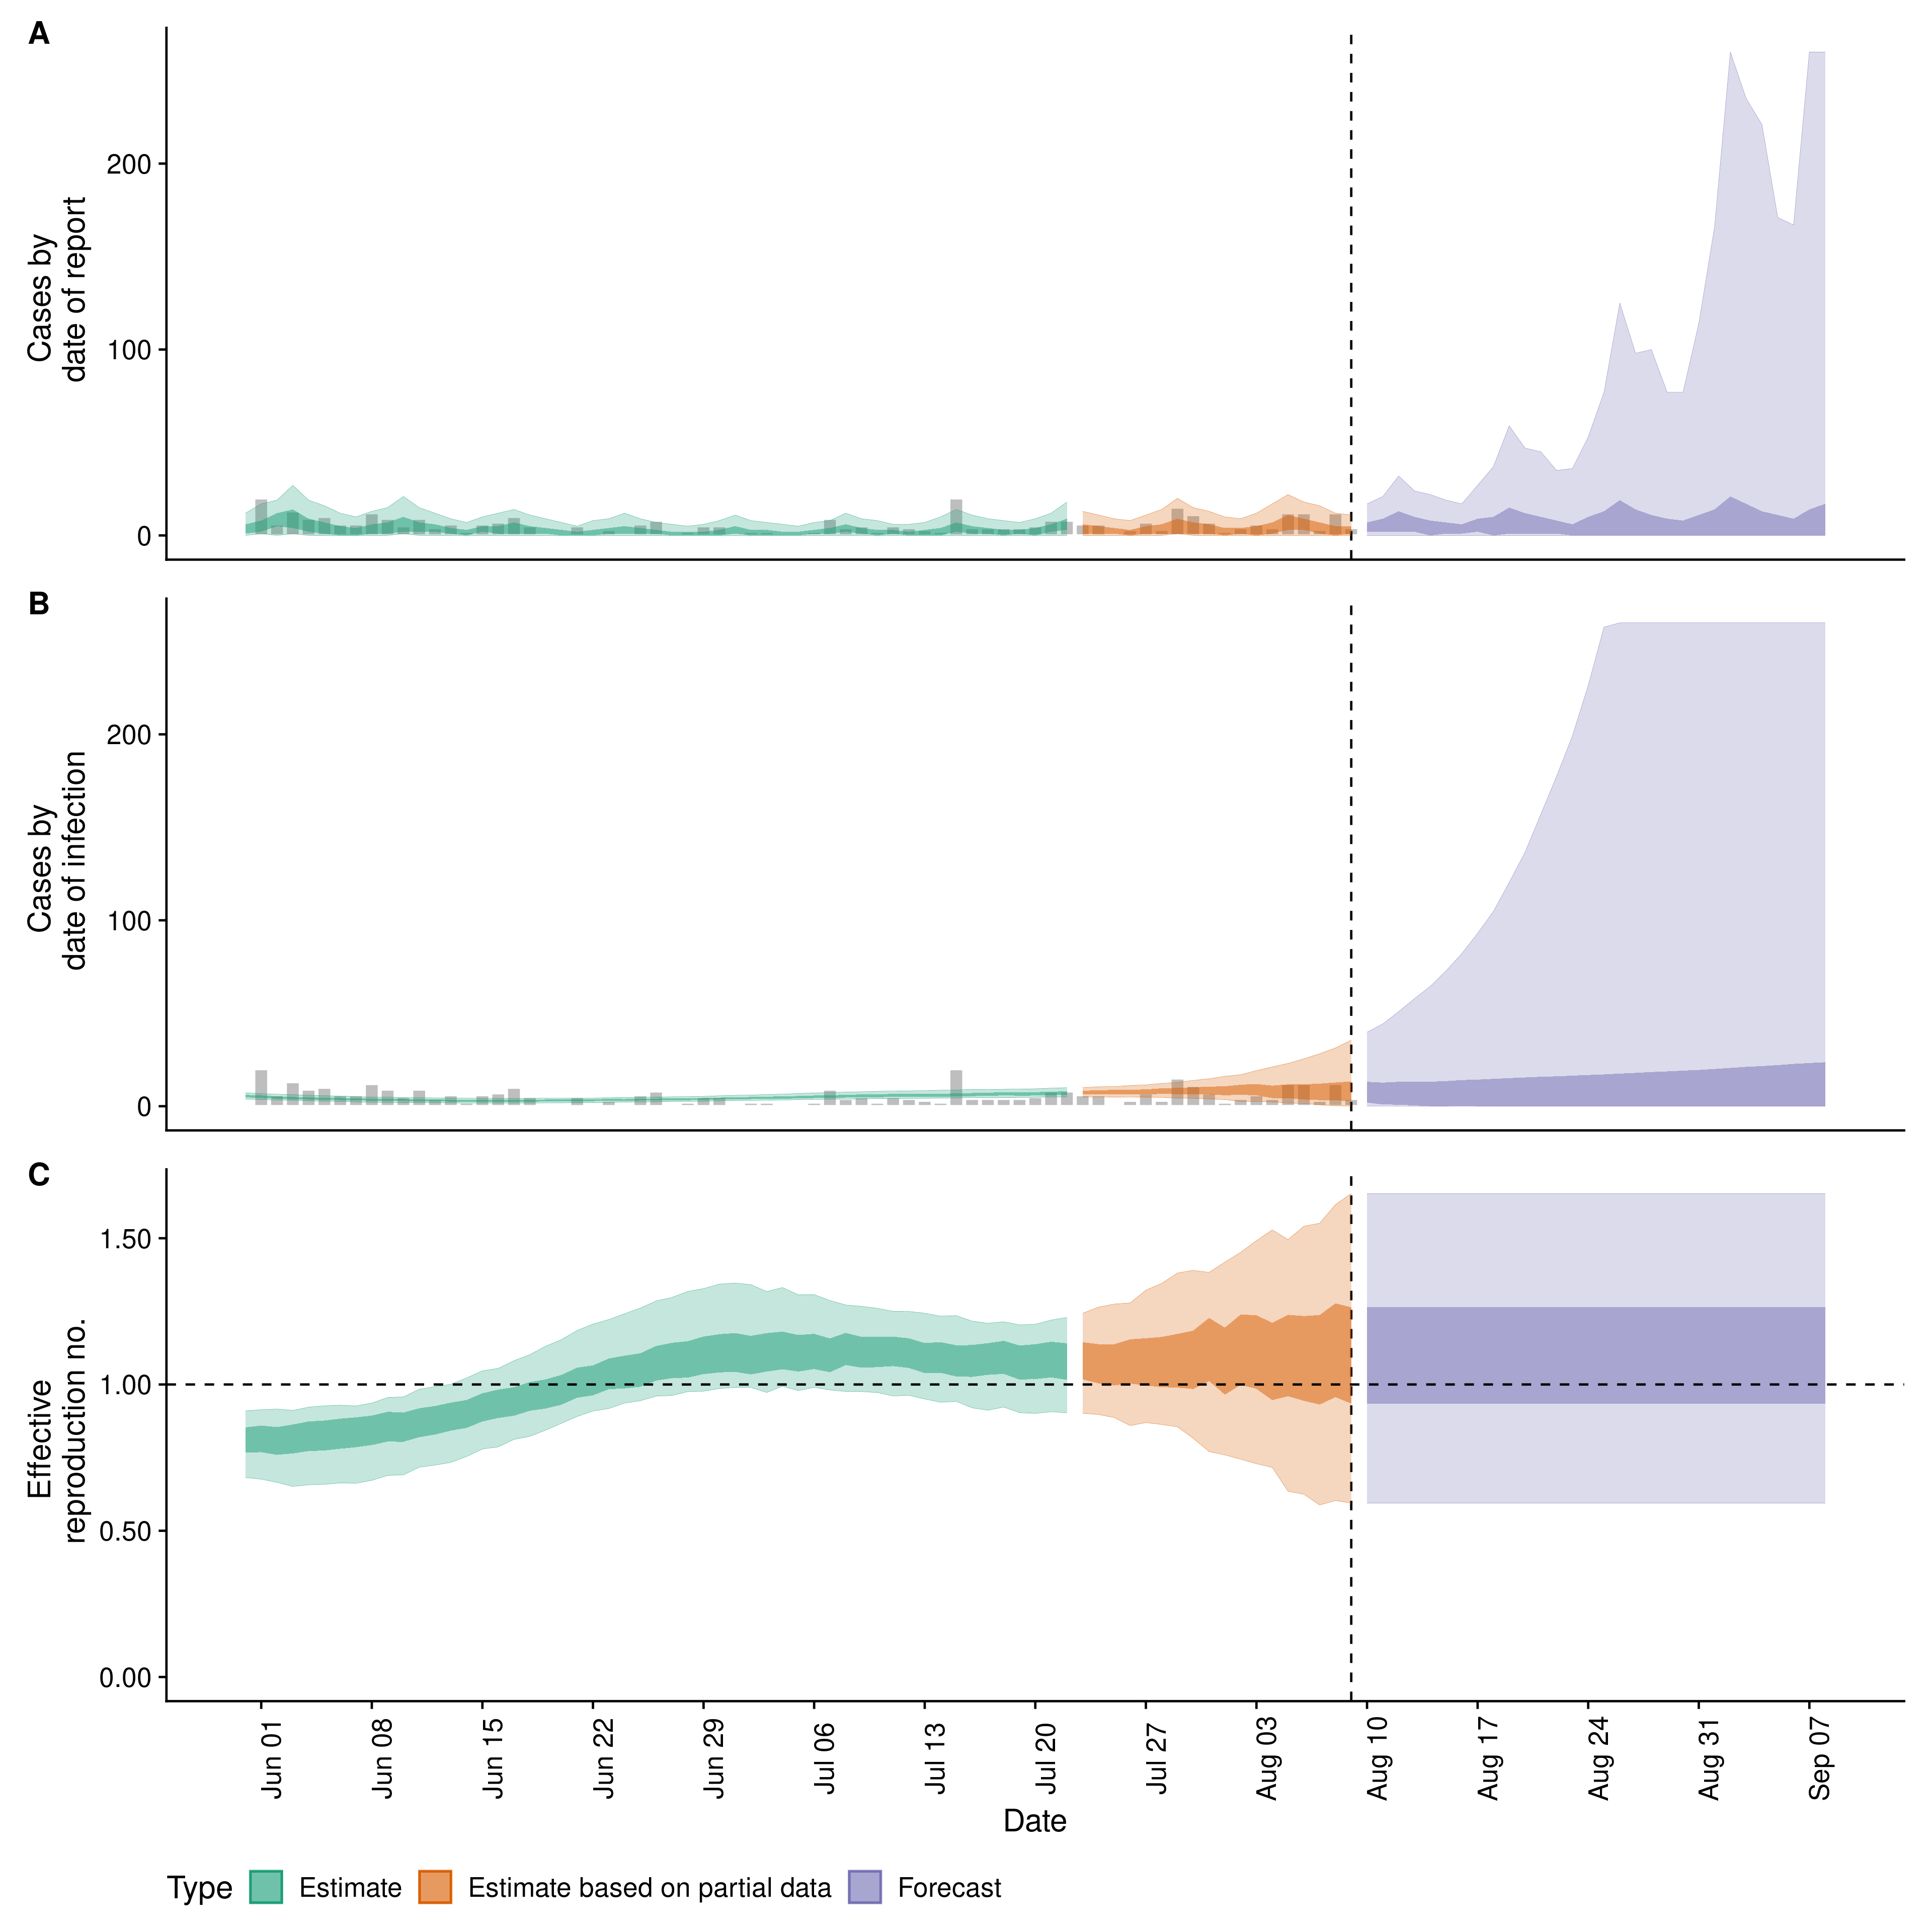 A
Cases by
date of report
200
100
0
B
Cases by
date of infection
200
100
0
C
Effective
reproduction no.
1.50
1.00
0.50
0.00
Jun 01
Jun 08
Jun 15
Jun 22
Jun 29
Jul 06
Jul 13
Jul 20
Jul 27
Aug 03
Aug 10
Aug 17
Aug 24
Aug 31
Sep 07
Date
Type Estimate Estimate based on partial data Forecast